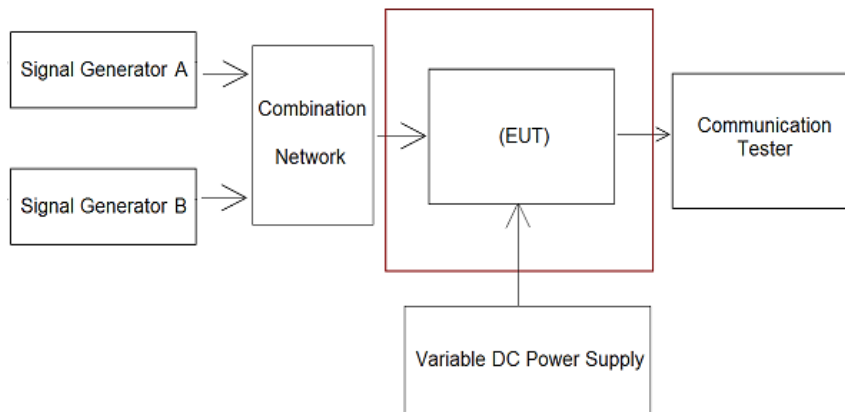 Signal Generator A
Signal Generator B
Combination
Network
(EUT)
Communication
Tester
Variable DC Power Supply